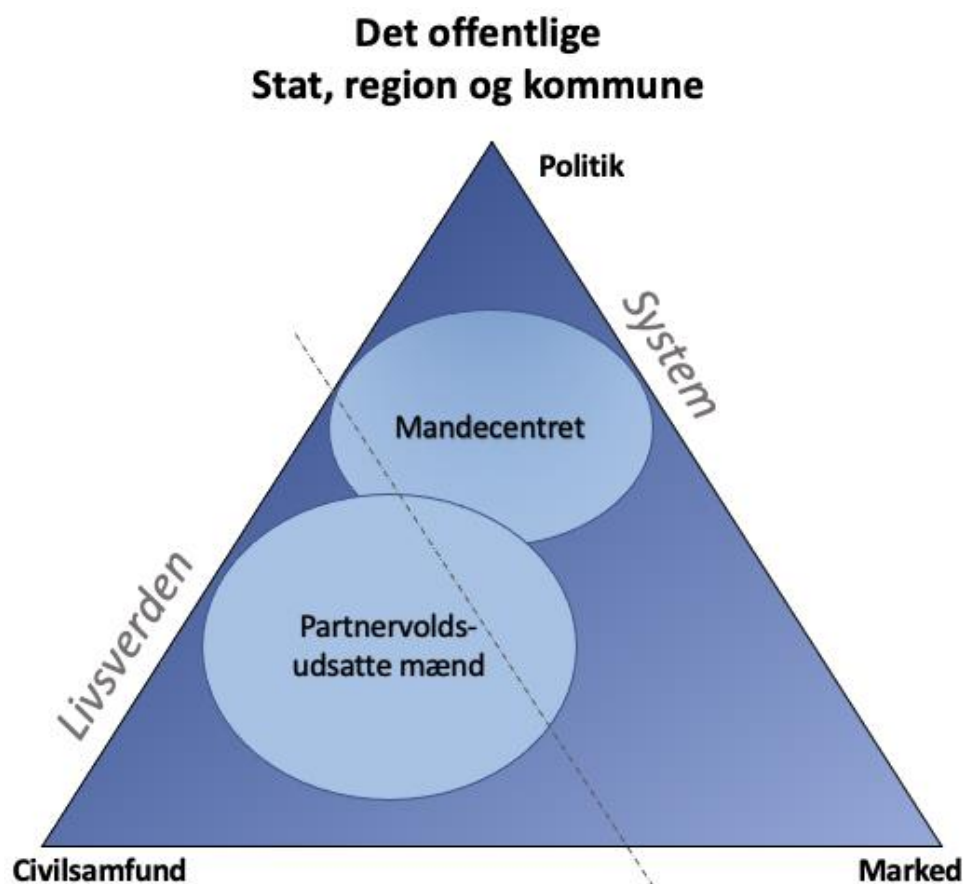 Det offentlige
Stat, region og kommune
Politik
System
Mandecentret
Livsverden
Partnervolds-
udsatte mænd
Civilsamfund
Marked